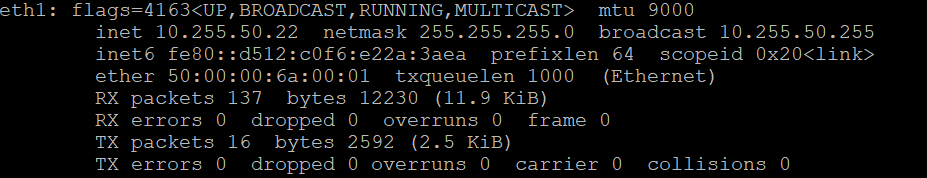 eth1: flags=4163<UP,BROADCAST,RUNNING,MULTICAST>  mtu 9000
inet 10.255.50.22  netmask 255.255.255.0  broadcast 10.255.50.255
inet6 fe80::d512:c0f6:e22a:3aea  prefixlen 64  scopeid 0x20<link>
ether 50:00:00:6a:00:01  txqueuelen 1000  (Ethernet)
RX packets 137  bytes 12230 (11.9 KiB)
RX errors 0  dropped 0  overruns 0  frame 0
TX packets 16  bytes 2592 (2.5 KiB)
TX errors 0  dropped 0 overruns 0  carrier 0  collisions 0